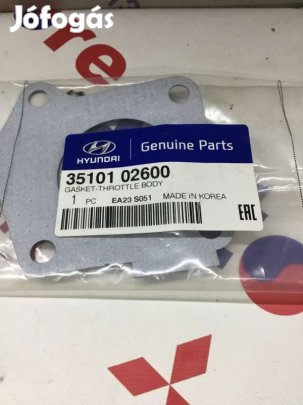 Jófogás
HYUNDAI
Genuine Parts
35101 02600
GASKET-THROTTLE BODY
1 PC EA23 S051 MADE IN KOREA
EAC